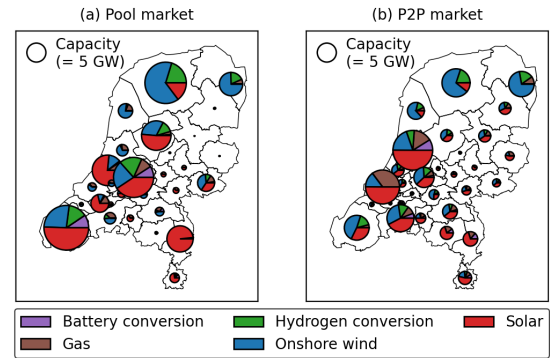 (a) Pool market
(b) P2P market
Capacity
(= 5 GW)
Capacity
(= 5 GW)
Battery conversion
Hydrogen conversion
Solar
Gas
Onshore wind